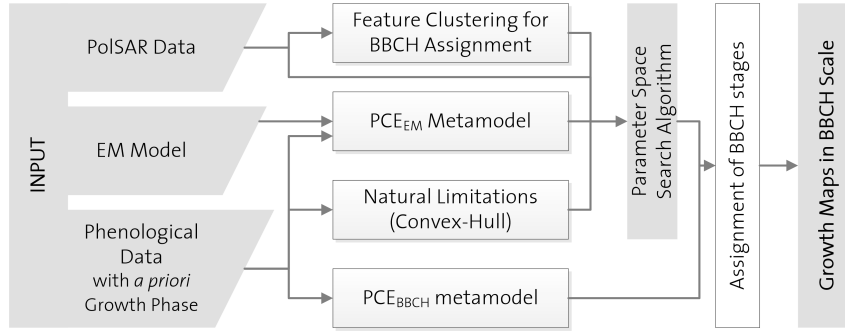 INPUT
PolSAR Data
EM Model
Phenological
Data
with a priori
Growth Phase
Feature Clustering for
BBCH Assignment
PCE_EM Metamodel
Natural Limitations
(Convex-Hull)
PCE_BBCH metamodel
Parameter Space
Search Algorithm
Assignment of BBCH stages
Growth Maps in BBCH Scale